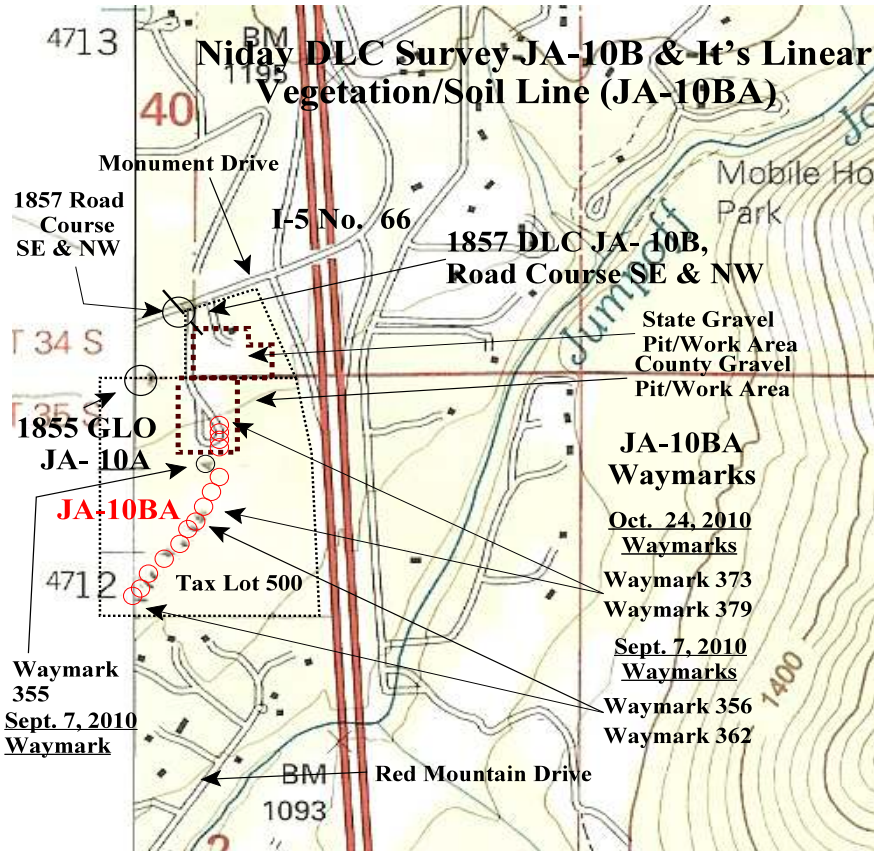 4713
BM
1195
Niday DLC Survey JA-10B & It's Linear
Vegetation/Soil Line (JA-10BA)
40
Monument Drive
Mobile Ho
Park
1857 Road
Course
SE & NW
I-5 No. 66
1857 DLC JA- 10B,
Road Course SE & NW
Jumpoff
Jo
State Gravel
Pit/Work Area
County Gravel
Pit/Work Area
T 34 S
T 35 S
1855 GLO
JA- 10A
JA-10BA
JA-10BA
Waymarks
Oct. 24, 2010
Waymarks
4712
Tax Lot 500
Waymark 373
Waymark 379
Sept. 7, 2010
Waymarks
Waymark
355
Sept. 7, 2010
Waymark
Waymark 356
Waymark 362
1400
BM
1093
Red Mountain Drive
2